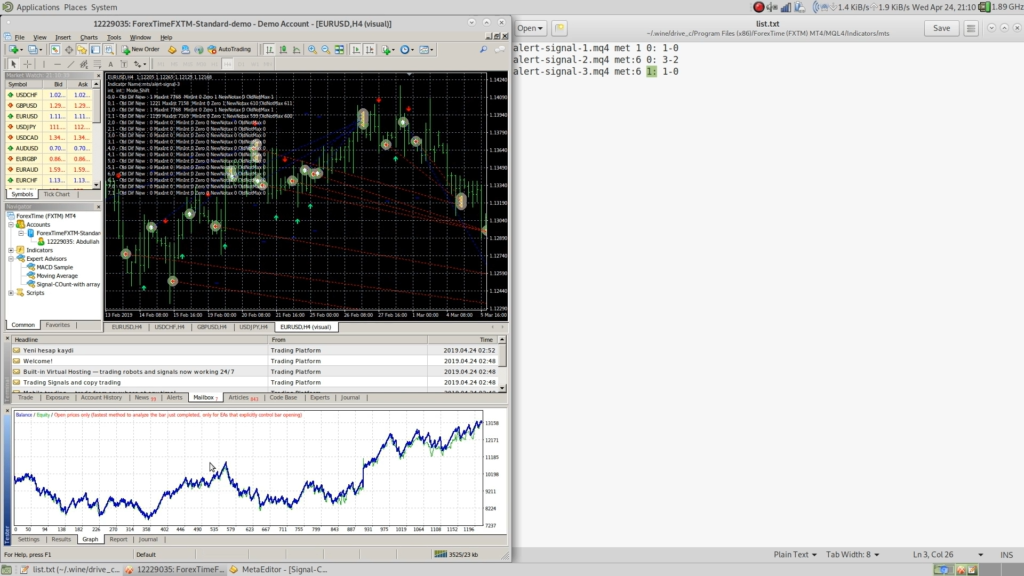 Applications Places System
1.4 KiB/s 1.9 KiB/s Wed Apr 24, 21:10 1.89 GHz
12229035: ForexTimeFXTM-Standard-demo - Demo Account - [EURUSD,H4 (visual)]
File View Insert Charts Tools Window Help
New Order AutoTrading
Symbol Bid Ask
USDCHF 1.02... 1.02...
GBPUSD 1.29... 1.29...
EURUSD 1.11... 1.11...
USDJPY 111.... 112....
USDCAD 1.34... 1.34...
AUDUSD 0.70... 0.70...
EURGBP 0.86... 0.86...
EURAUD 1.59... 1.59...
EURCHF 1.13... 1.13...
Symbols Tick Chart
Navigator
ForexTime (FXTM) MT4
Accounts
ForexTimeFXTM-Standar
12229035: Abdullah
Indicators
Expert Advisors
MACD Sample
Moving Average
Signal-COunt-with array
Scripts
Common Favorites
1.14240
1.14090
1.13940
1.13790
1.13640
1.13490
1.13340
1.13190
1.13040
1.12890
1.12740
1.12590
1.12440
1.12290
13 Feb 2019 14 Feb 08:00 15 Feb 16:00 19 Feb 00:00 20 Feb 08:00 21 Feb 16:00 25 Feb 00:00 26 Feb 08:00 27 Feb 16:00 1 Mar 00:00 4 Mar 08:00 5 Mar 16:00
EURUSD,H4 USDCHF,H4 GBPUSD,H4 USDJPY,H4 EURUSD,H4 (visual)
Headline From Time
Yeni hesap kaydi Trading Platform 2019.04.24 02:52
Welcome! Trading Platform 2019.04.24 02:48
Built-in Virtual Hosting — trading robots and signals now working 24/7 Trading Platform 2019.04.24 02:48
Trading Signals and copy trading Trading Platform 2019.04.24 02:48
Trade Exposure Account History News Alerts Mailbox Articles Code Base Experts Journal
Balance / Equity / Open prices only (fastest method to analyze the bar just completed, only for EAs that explicitly control bar opening)
13158
12171
11185
10198
9211
8224
7237
0 50 94 138 182 226 270 314 358 402 446 490 535 579 623 667 711 755 799 843 887 931 975 1019 1064 1108 1152 1196
Tester
Settings Results Graph Report Journal
For Help, press F1 Default 3525/23 kb
Open
list.txt
~/.wine/drive_c/Program Files (x86)/ForexTime (FXTM) MT4/MQL4/Indicators/mts
Save
alert-signal-1.mq4 met 1 0: 1-0
alert-signal-2.mq4 met:6 0: 3-2
alert-signal-3.mq4 met:6 1: 1-0
Plain Text Tab Width: 8 Ln 3, Col 26 INS
list.txt (~/.wine/drive_c... 12229035: ForexTimeF... MetaEditor - [Signal-C...